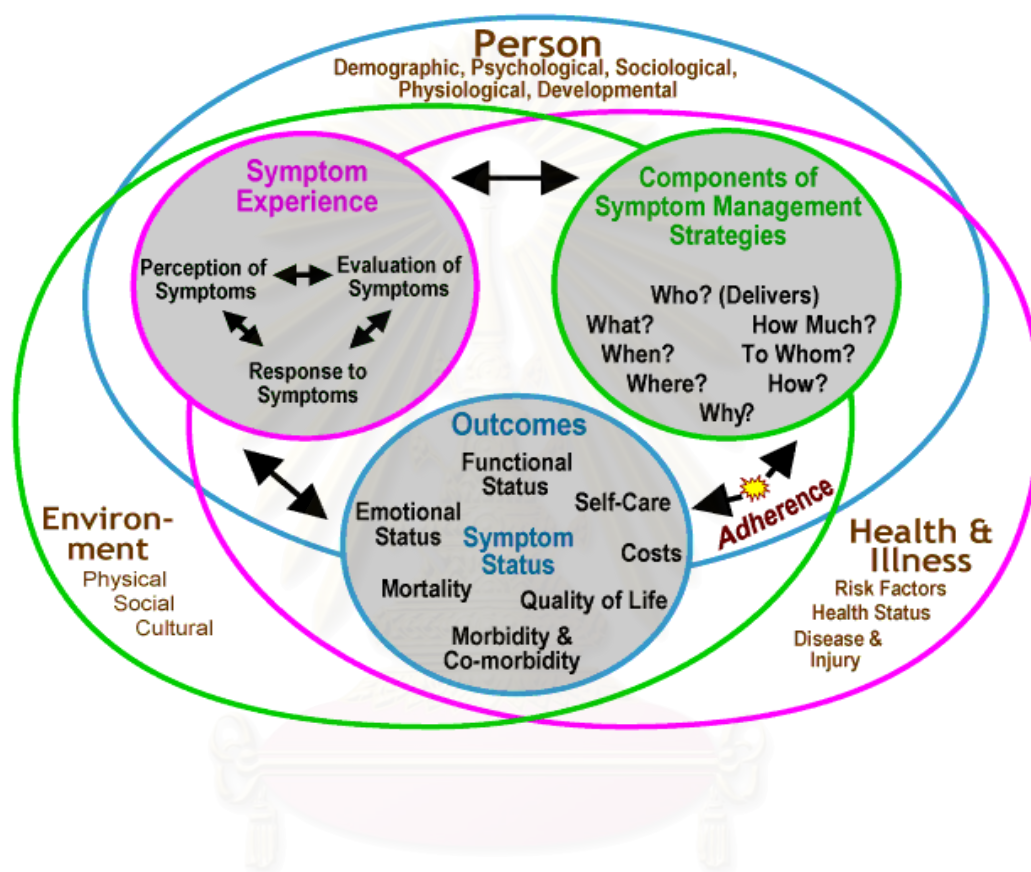 Person
Demographic, Psychological, Sociological,
Physiological, Developmental
Symptom
Experience
Perception of
Symptoms
Evaluation of
Symptoms
Response to
Symptoms
Components of
Symptom Management
Strategies
Who? (Delivers)
What?
How Much?
When?
To Whom?
Where?
How?
Why?
Outcomes
Functional
Status
Self-Care
Emotional
Status
Symptom
Status
Costs
Mortality
Quality of Life
Morbidity &
Co-morbidity
Adherence
Environ-
ment
Physical
Social
Cultural
Health &
Illness
Risk Factors
Health Status
Disease &
Injury